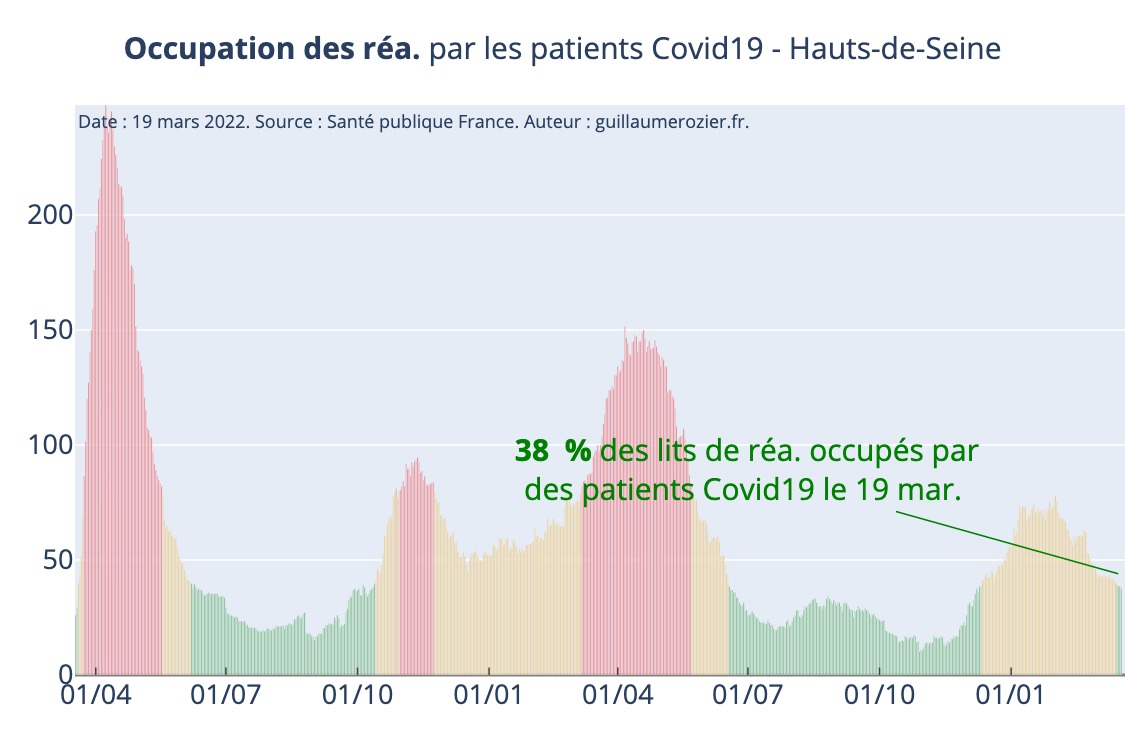 Occupation des réa. par les patients Covid19 - Hauts-de-Seine
Date : 19 mars 2022. Source : Santé publique France. Auteur : guillaumerozier.fr.
200
150
100
50
0
38 % des lits de réa. occupés par
des patients Covid19 le 19 mar.
01/04 01/07 01/10 01/01 01/04 01/07 01/10 01/01